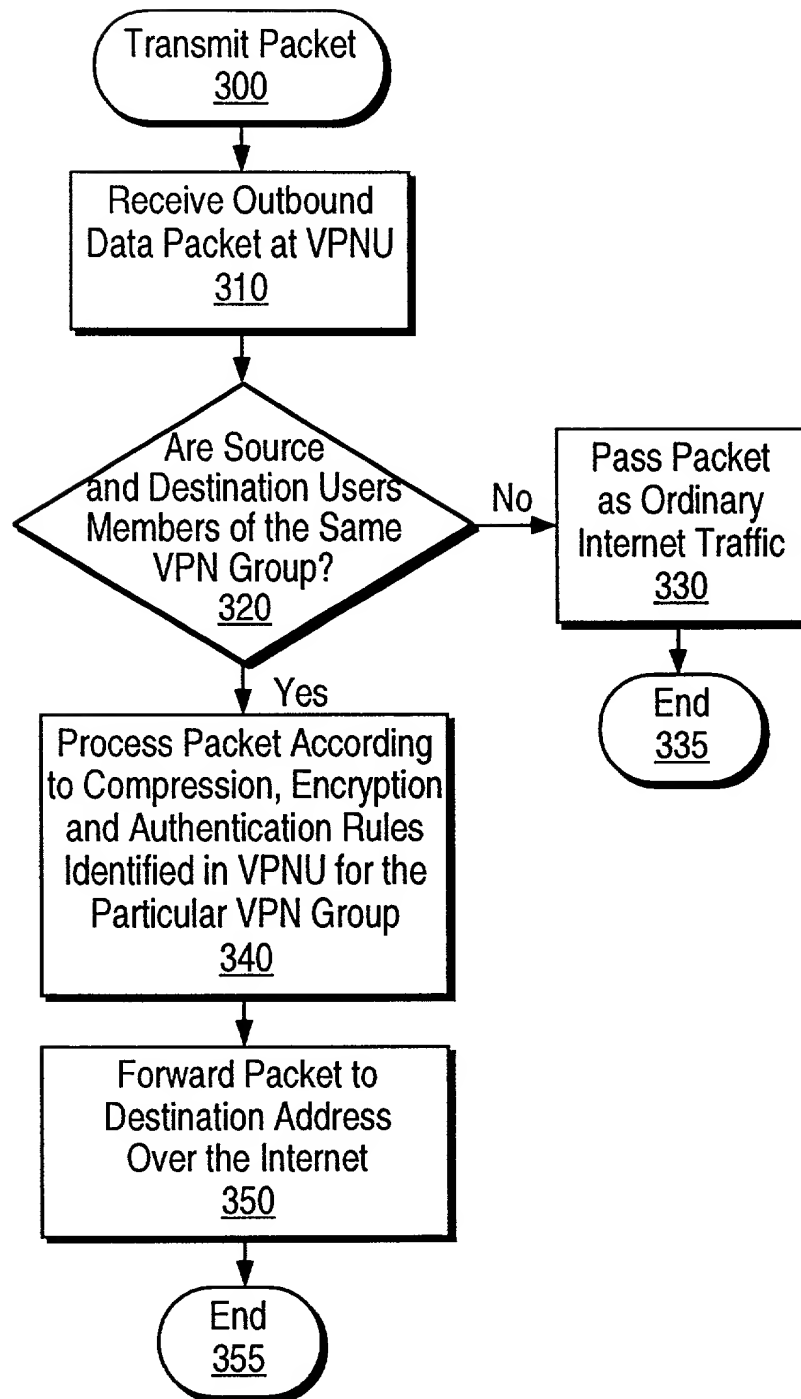 Transmit Packet
300
Receive Outbound
Data Packet at VPNU
310
Are Source
and Destination Users
Members of the Same
VPN Group?
320
No
Pass Packet
as Ordinary
Internet Traffic
330
End
335
Yes
Process Packet According
to Compression, Encryption
and Authentication Rules
Identified in VPNU for the
Particular VPN Group
340
Forward Packet to
Destination Address
Over the Internet
350
End
355